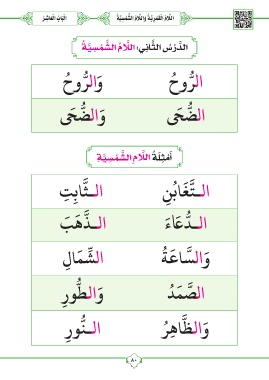 اللَّامُ القَمَرِيَّةُ وَاللَّامُ الشَّمْسِيَّةُ
البَابُ العَاشِرُ
الدَّرْسُ الثَّانِي: اللَّامُ الشَّمْسِيَّةُ
الرُّوحُ وَالرُّوحُ
الضُّحَى وَالضُّحَى
أَمْثِلَةُ اللَّامِ الشَّمْسِيَّةِ
التَّغَابُنِ الثَّابِتِ
الدُّعَاءَ الذَّهَبَ
وَالسَّاعَةُ الشِّمَالِ
الصَّمَدُ وَالطُّورِ
وَالظَّاهِرُ النُّورِ
٨٠